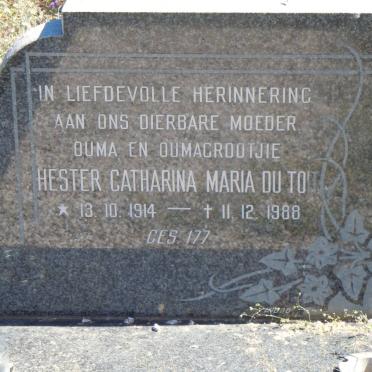 IN LIEFDEVOLLE HERINNERING
AAN ONS DIERBARE MOEDER
OUMA EN OUMAGROOTJIE
HESTER CATHARINA MARIA DU TOIT
* 13.10.1914 — † 11.12.1988
GES. 177